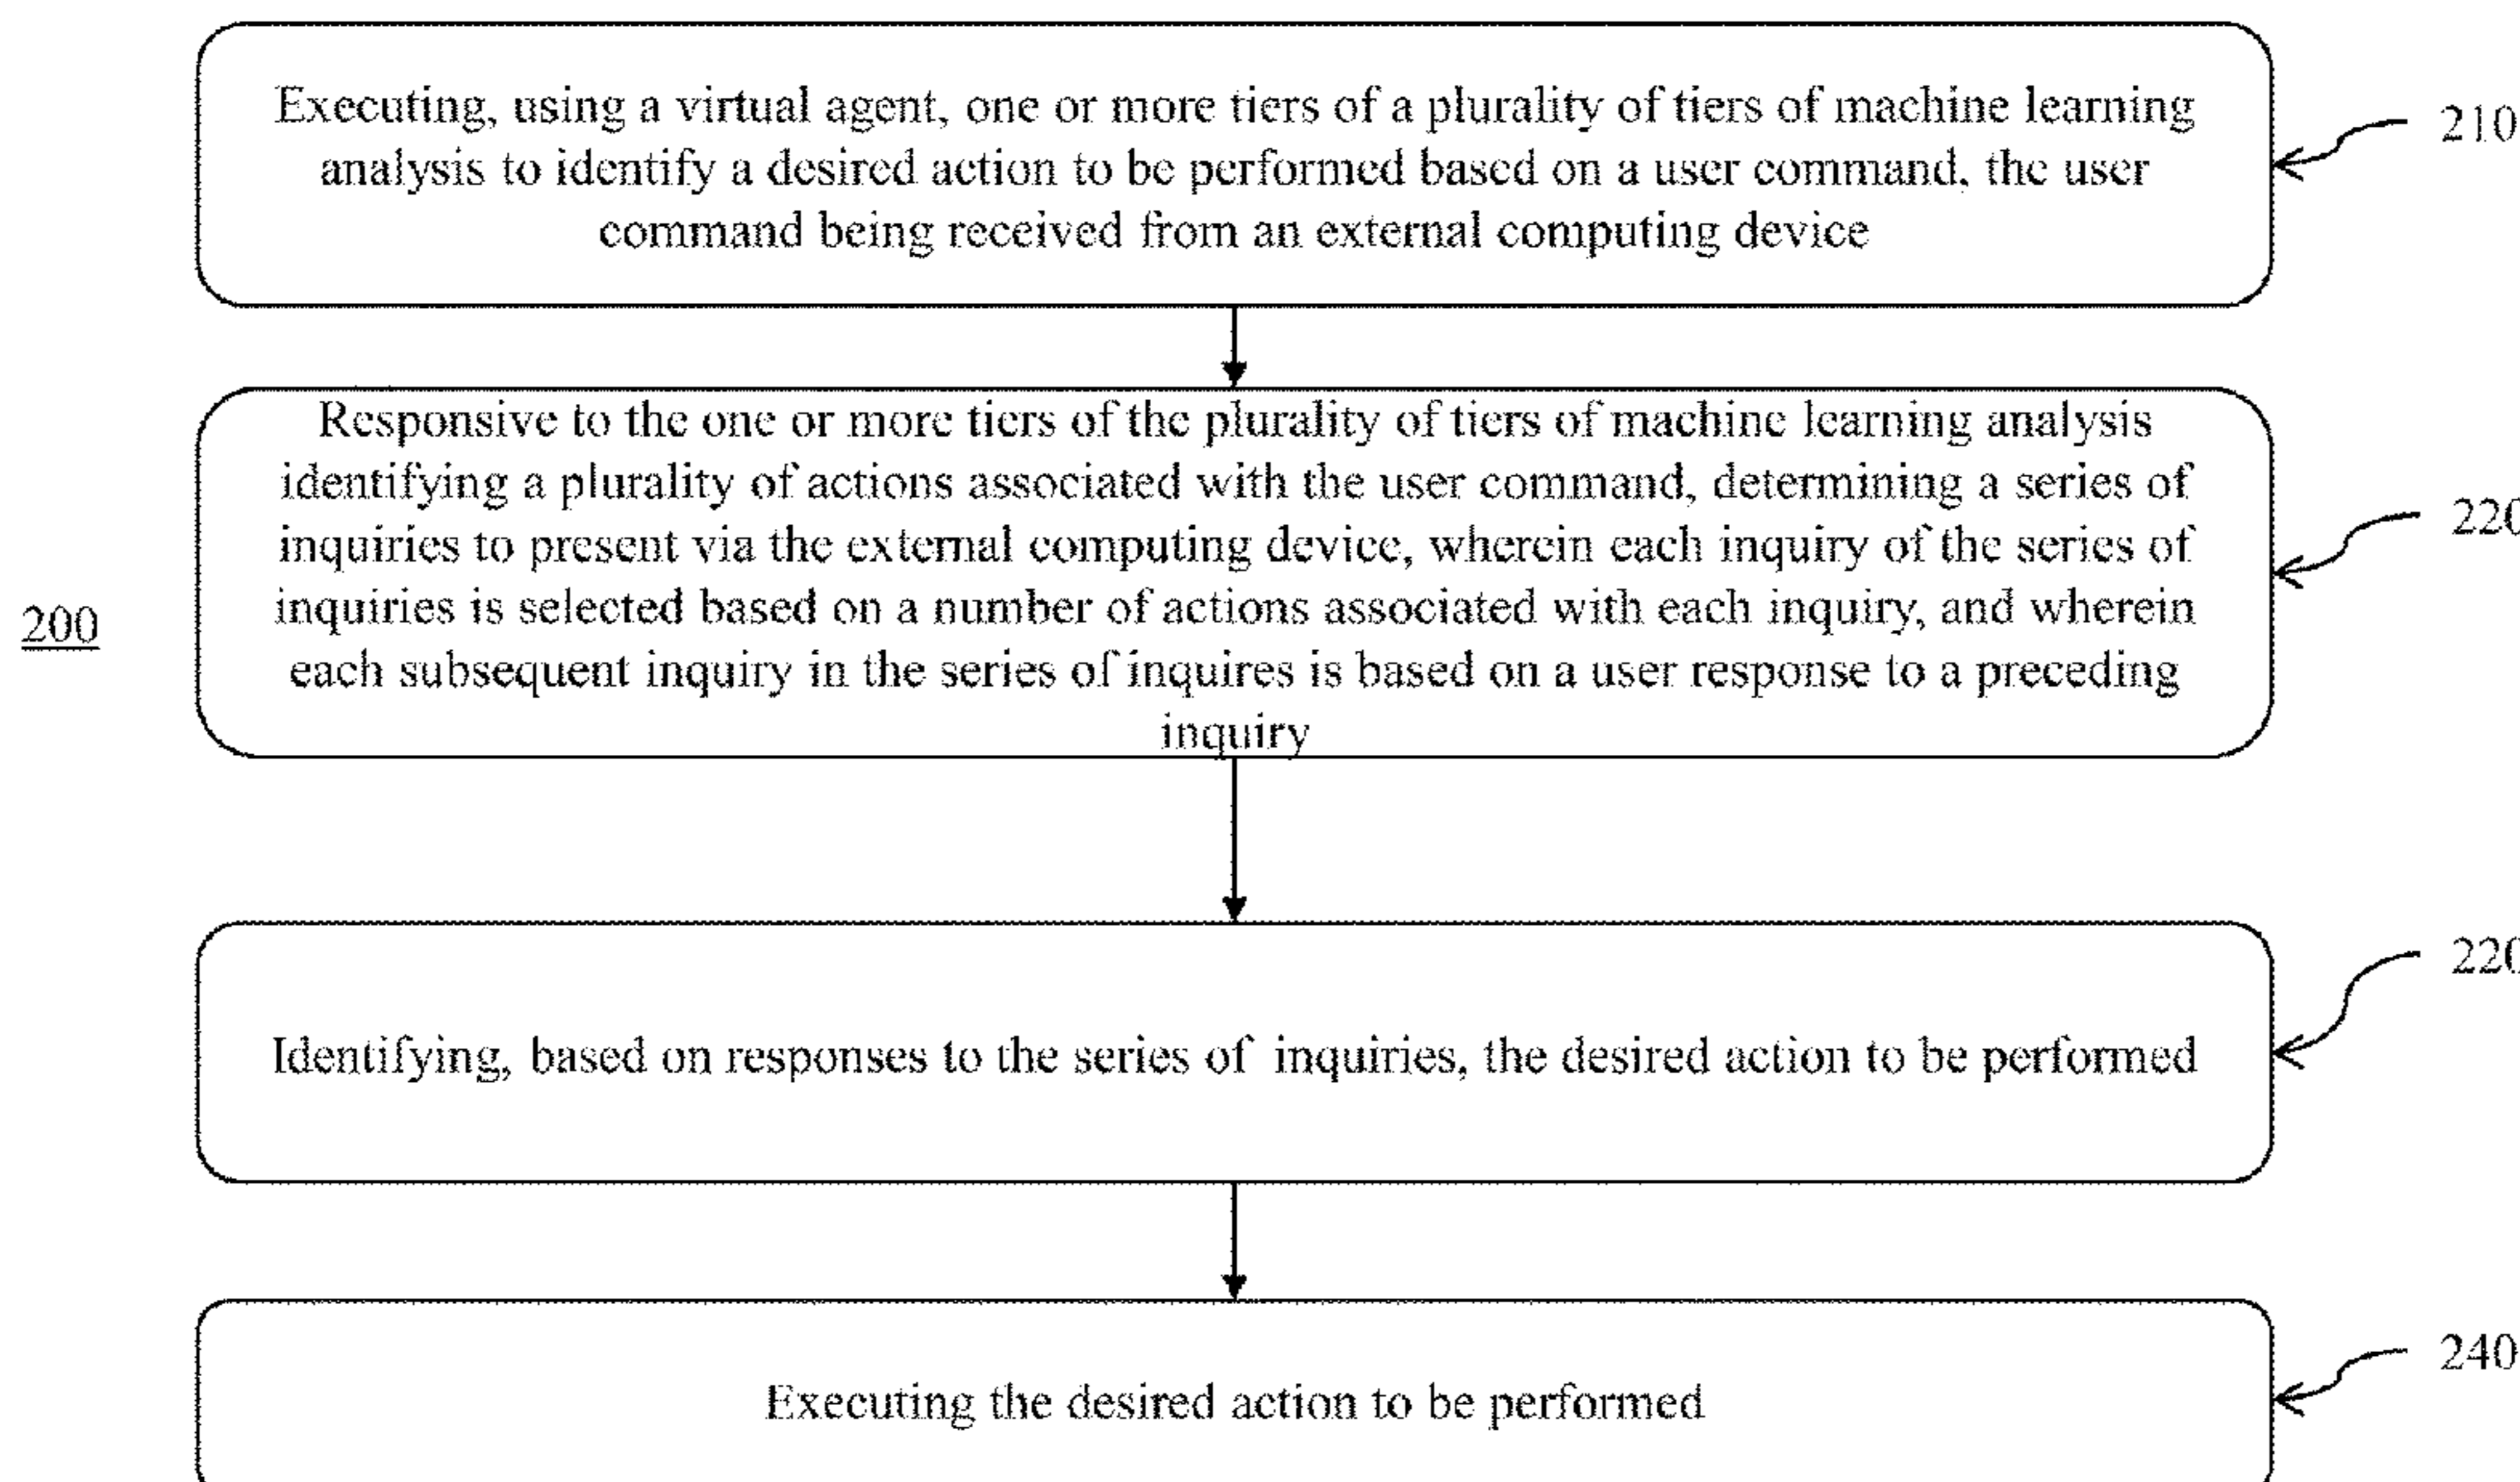 Executing, using a virtual agent, one or more tiers of a plurality of tiers of machine learning
analysis to identify a desired action to be performed based on a user command, the user
command being received from an external computing device
210
Responsive to the one or more tiers of the plurality of tiers of machine learning analysis
identifying a plurality of actions associated with the user command, determining a series of
inquiries to present via the external computing device, wherein each inquiry of the series of
inquiries is selected based on a number of actions associated with each inquiry, and wherein
each subsequent inquiry in the series of inquires is based on a user response to a preceding
inquiry
220
200
Identifying, based on responses to the series of inquiries, the desired action to be performed
220
Executing the desired action to be performed
240